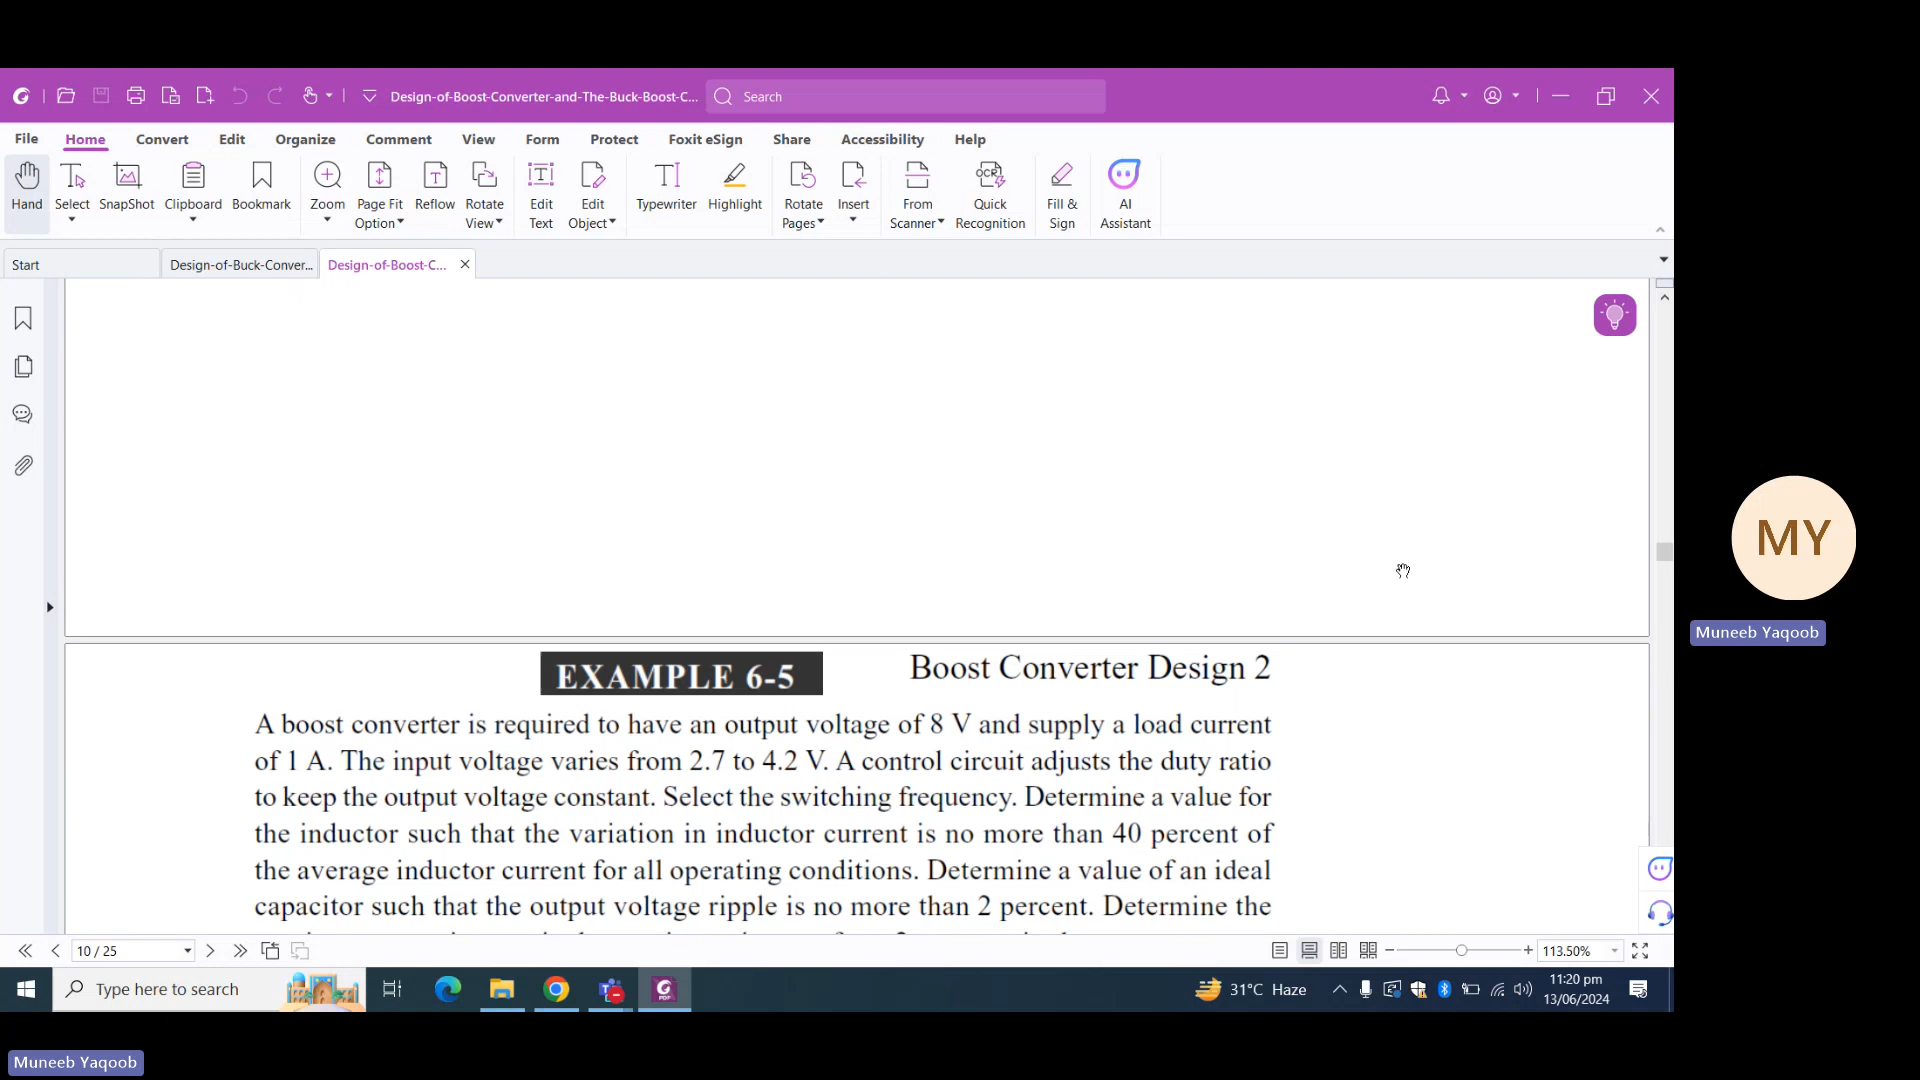 Design-of-Boost-Converter-and-The-Buck-Boost-C...
Search
File Home Convert Edit Organize Comment View Form Protect Foxit eSign Share Accessibility Help
Hand
Select
SnapShot
Clipboard
Bookmark
Zoom
Page Fit Option
Reflow
Rotate View
Edit Text
Edit Object
Typewriter
Highlight
Rotate Pages
Insert
From Scanner
OCR
Quick Recognition
Fill & Sign
AI Assistant
Start
Design-of-Buck-Conver...
Design-of-Boost-C...
MY
Muneeb Yaqoob
EXAMPLE 6-5
Boost Converter Design 2
A boost converter is required to have an output voltage of 8 V and supply a load current
of 1 A. The input voltage varies from 2.7 to 4.2 V. A control circuit adjusts the duty ratio
to keep the output voltage constant. Select the switching frequency. Determine a value for
the inductor such that the variation in inductor current is no more than 40 percent of
the average inductor current for all operating conditions. Determine a value of an ideal
capacitor such that the output voltage ripple is no more than 2 percent. Determine the
10 / 25
113.50%
Type here to search
PDF
31°C Haze
11:20 pm
13/06/2024
Muneeb Yaqoob